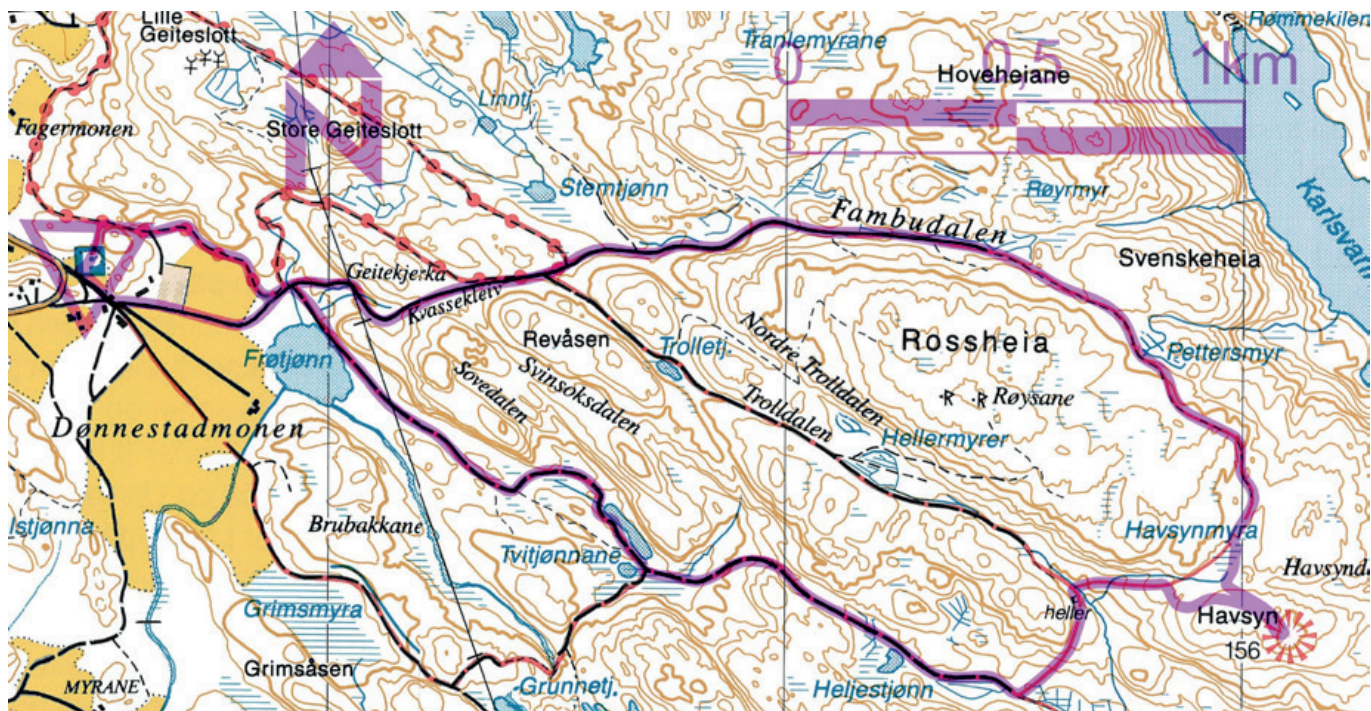 Lille
Geiteslott
Tranlemyrane
Rømmekilen
0
0,5
1km
Hoveheiane
Linntj.
Fagermonen
Store Geiteslott
N
Stemtjønn
Røyrmyr
Karlsvatn
Fambudalen
P
Svenskeheia
Geitekjerka
Kvassekleiv
Revåsen
Trolletj.
Nordre Trolldalen
Rossheia
Pettersmyr
Frøtjønn
Sovedalen
Svinsoksdalen
Trolldalen
Røysane
Dønnestadmonen
Hellermyrer
Istjønna
Brubakkane
Havsynmyra
Tvitjønnane
Havsynda
Grimsmyra
heller
Havsyn
156
Grimsåsen
MYRANE
Grunnetj.
Heljestjønn